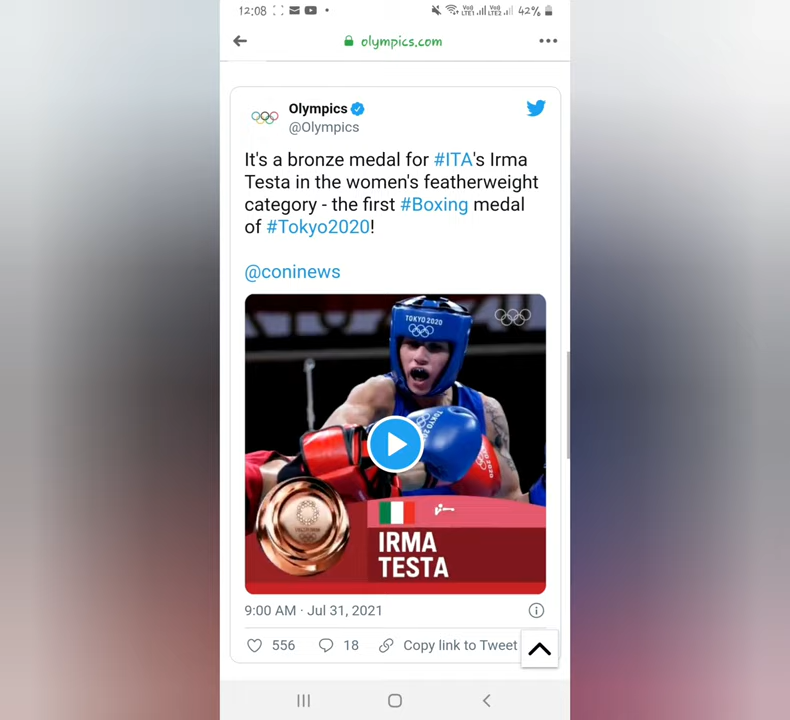 12:08 42%
olympics.com
Olympics
@Olympics
It's a bronze medal for #ITA's Irma
Testa in the women's featherweight
category - the first #Boxing medal
of #Tokyo2020!
@coninews
TOKYO 2020
TOKYO 2020
IRMA
TESTA
9:00 AM · Jul 31, 2021
556 18 Copy link to Tweet